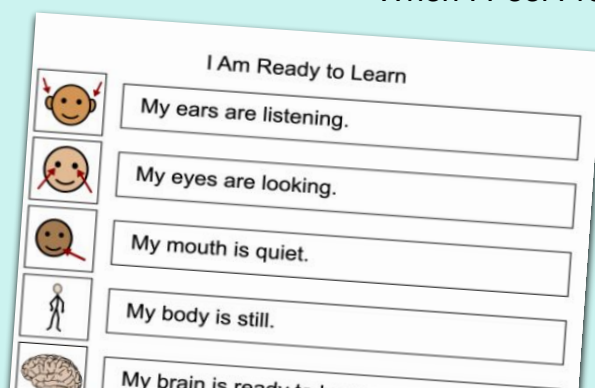 I Am Ready to Learn
My ears are listening.
My eyes are looking.
My mouth is quiet.
My body is still.
My brain is ready to